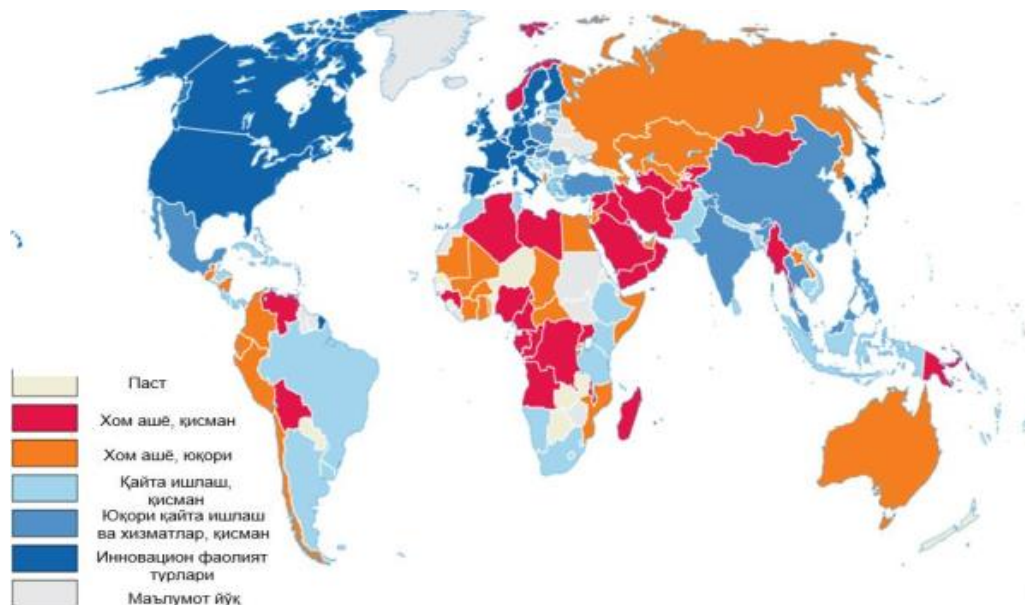 Паст
Хом ашё, қисман
Хом ашё, юқори
Қайта ишлаш,
қисман
Юқори қайта ишлаш
ва хизматлар, қисман
Инновацион фаолият
турлари
Маълумот йўқ